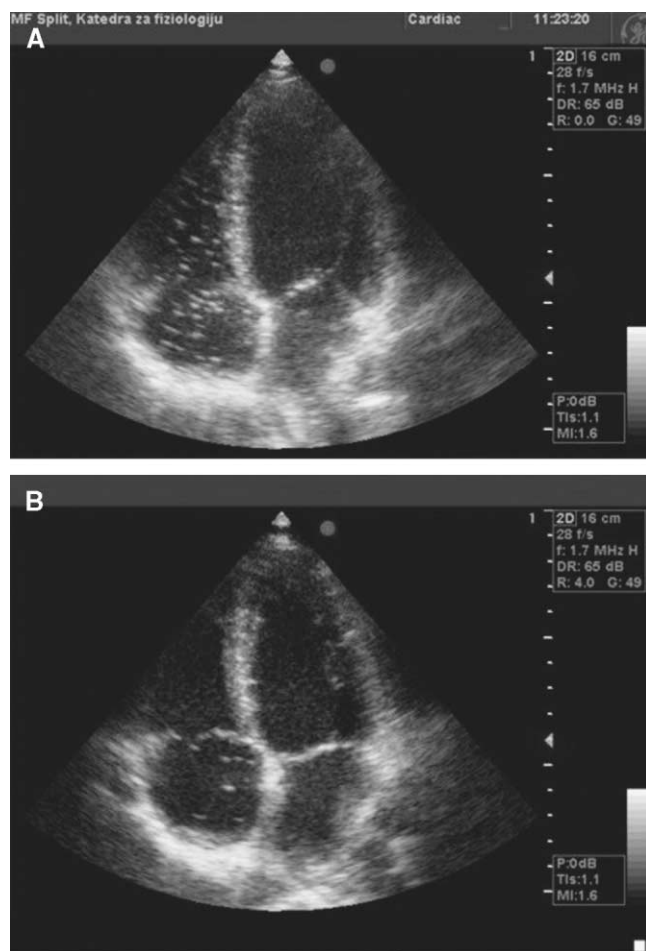 MF Split, Katedra za fiziologiju Cardiac 11:23:20
A
1 2D 16 cm
28 f/s
f: 1.7 MHz H
DR: 65 dB
R: 0.0 G: 49
P:0dB
TIs:1.1
MI:1.6
B
1 2D 16 cm
28 f/s
f: 1.7 MHz H
DR: 65 dB
R: 4.0 G: 49
P:0dB
TIs:1.1
MI:1.6